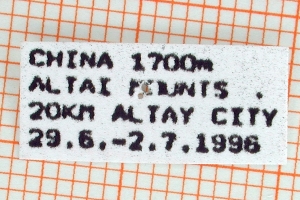 CHINA 1700m
ALTAI MOUNTS .
20KM ALTAY CITY
29.6.-2.7.1996